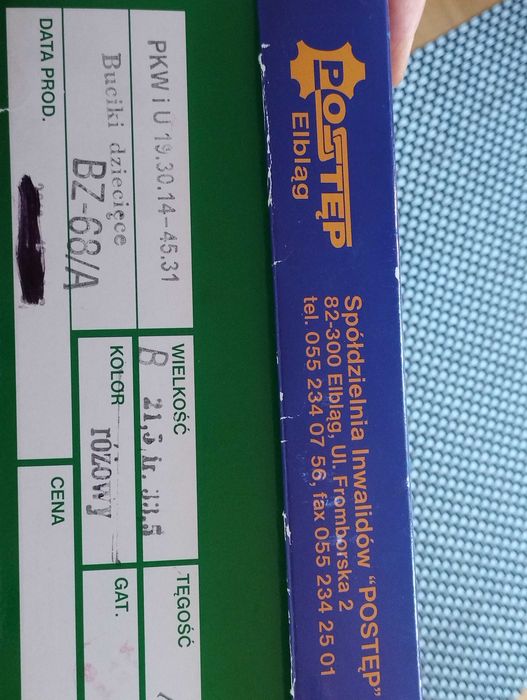 POSTĘP
Elbląg
Spółdzielnia Inwalidów "POSTĘP"
82-300 Elbląg, Ul. Fromborska 2
tel. 055 234 07 56, fax 055 234 25 01
PKWiU 19.30.14-45.31
Buciki dziecięce
BZ-68/A
DATA PROD.
WIELKOŚĆ
B 21,5
KOLOR
różowy
CENA
TĘGOŚĆ
GAT.